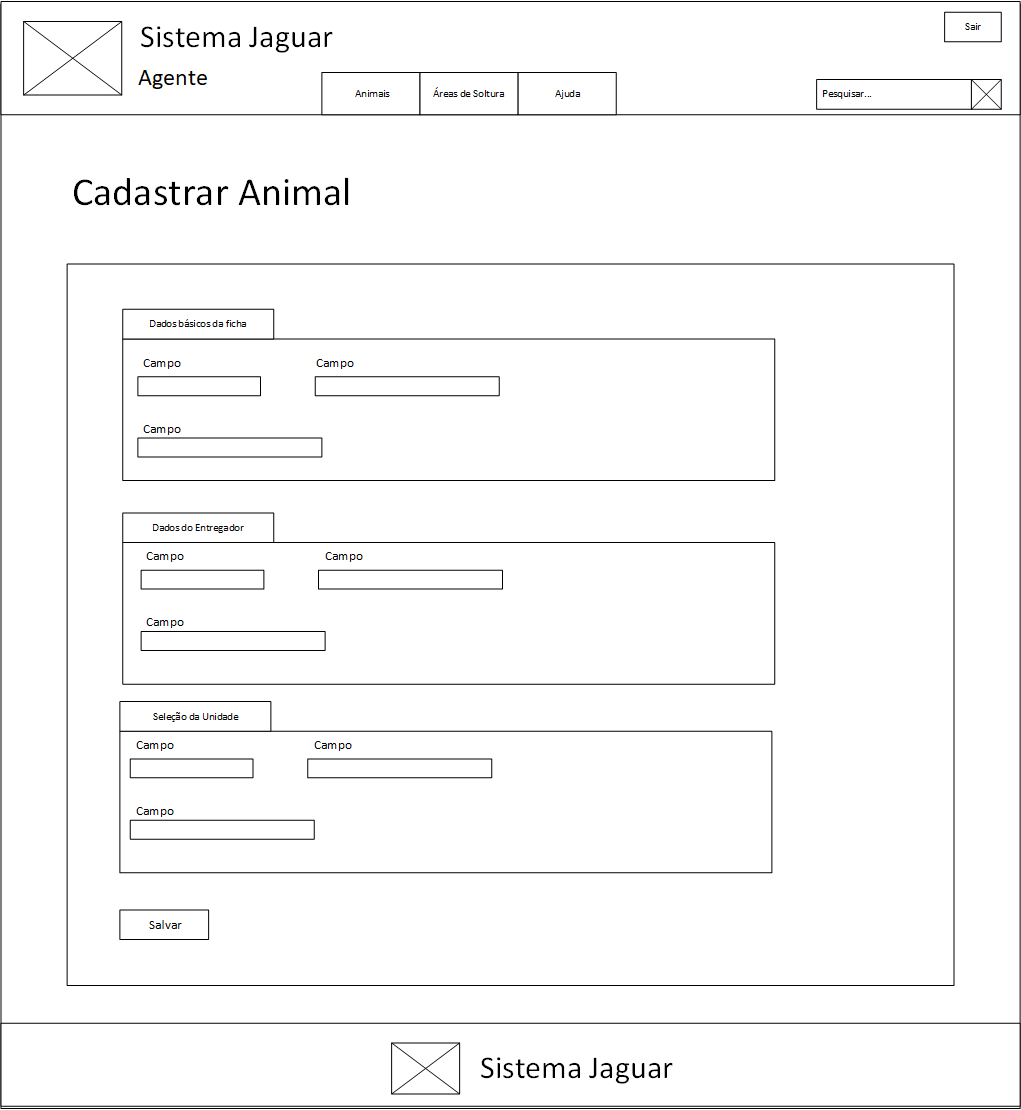 Sistema Jaguar
Sair
Agente
Animais
Áreas de Soltura
Ajuda
Pesquisar...
Cadastrar Animal
Dados básicos da ficha
Campo
Campo
Campo
Dados do Entregador
Campo
Campo
Campo
Seleção da Unidade
Campo
Campo
Campo
Salvar
Sistema Jaguar